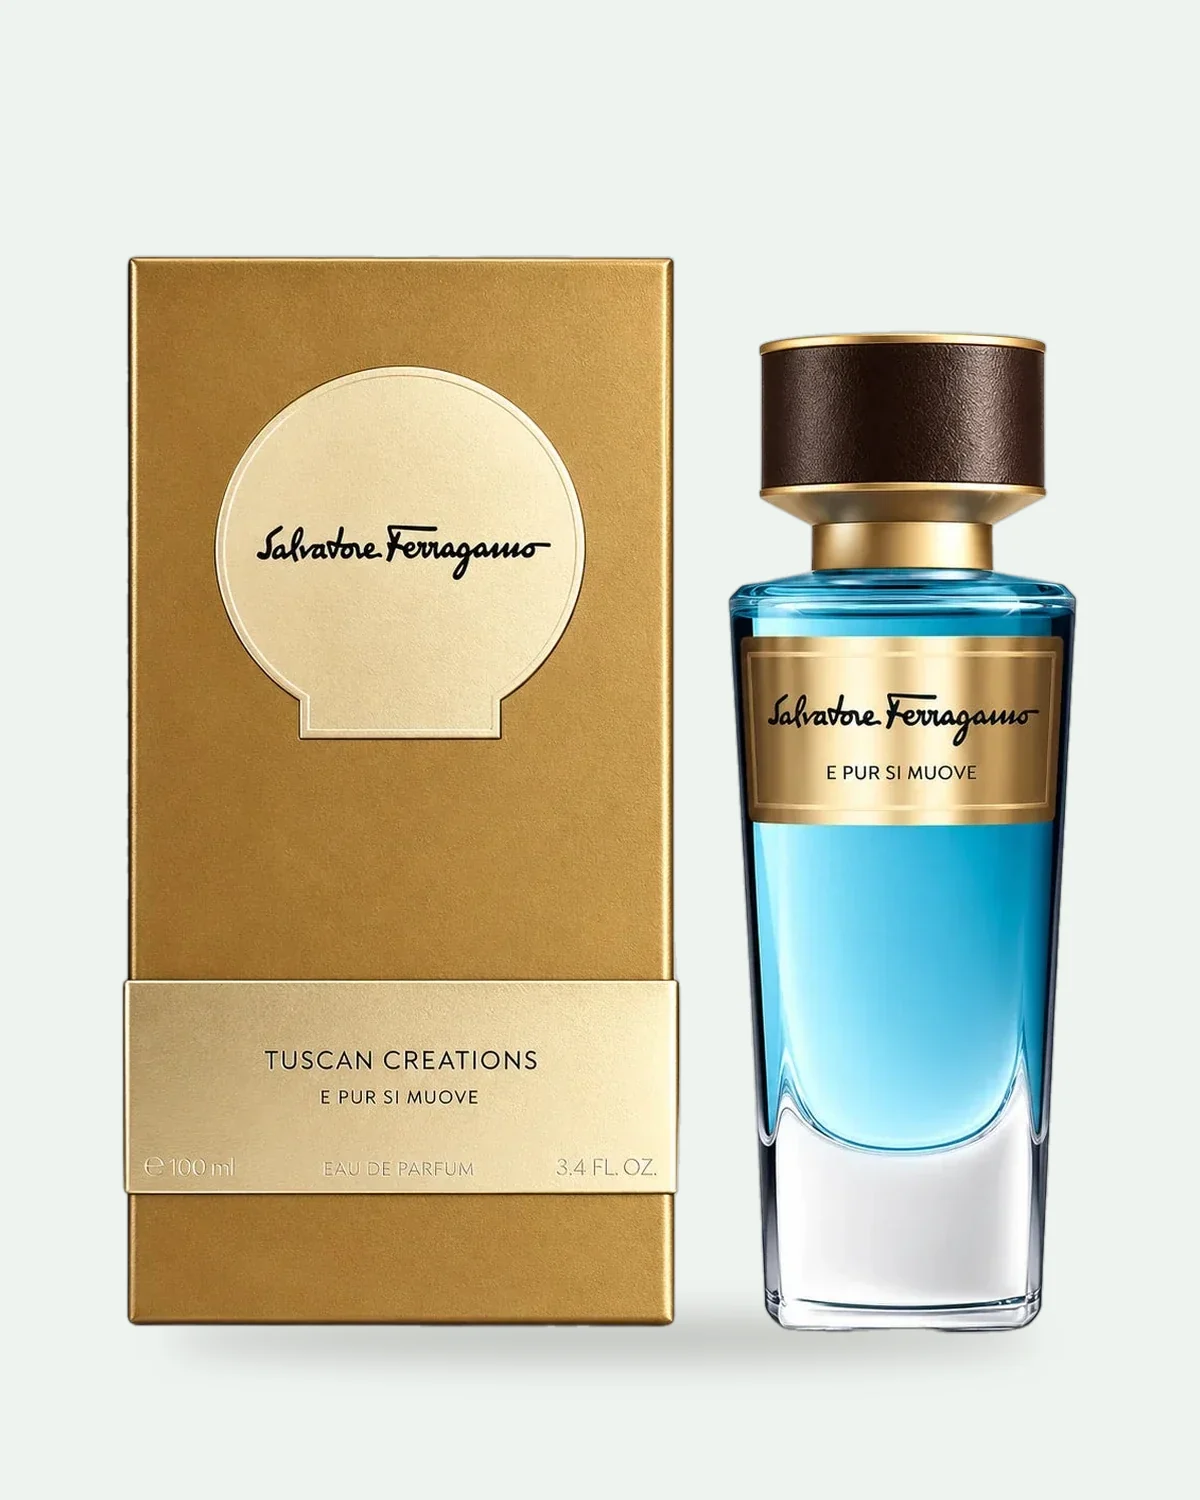 Salvatore Ferragamo
TUSCAN CREATIONS
E PUR SI MUOVE
℮ 100 ml EAU DE PARFUM 3.4 FL. OZ.
Salvatore Ferragamo
E PUR SI MUOVE